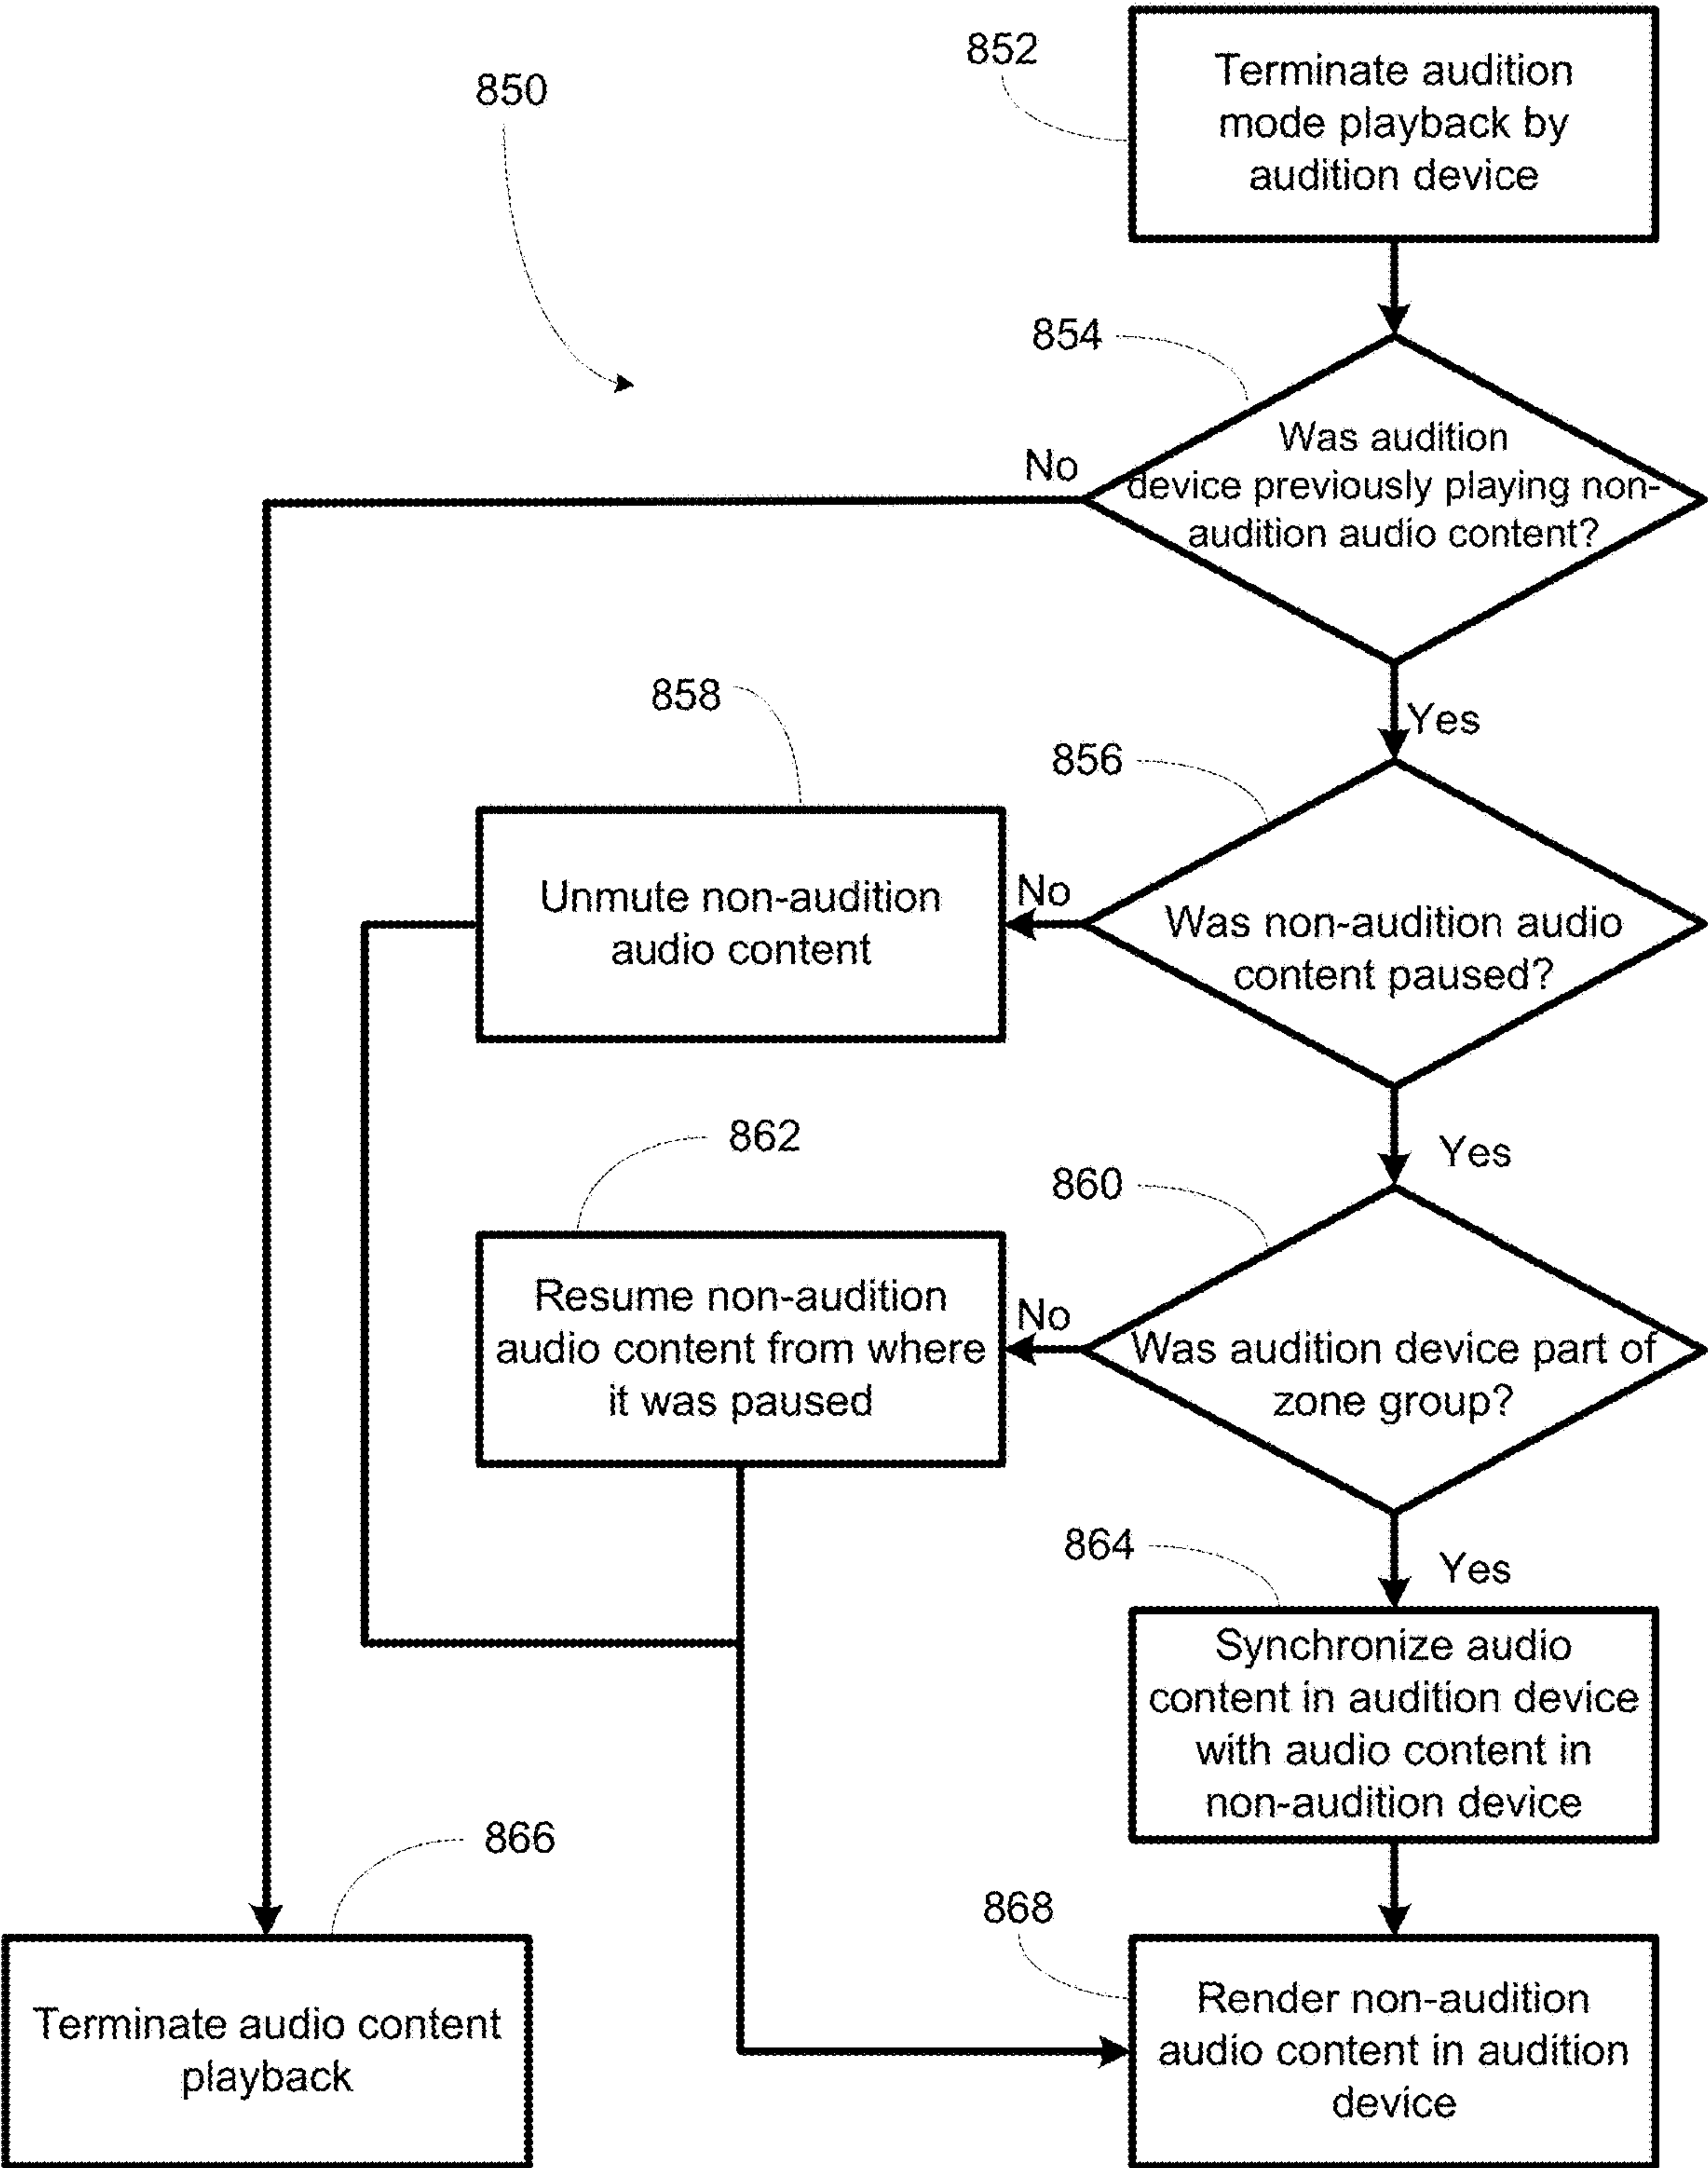 852
Terminate audition
mode playback by
audition device
850
854
Was audition
device previously playing non-
audition audio content?
No
Yes
858
856
Unmute non-audition
audio content
No
Was non-audition audio
content paused?
862
Yes
860
Resume non-audition
audio content from where
it was paused
No
Was audition device part of
zone group?
864
Yes
Synchronize audio
content in audition device
with audio content in
non-audition device
866
868
Terminate audio content
playback
Render non-audition
audio content in audition
device